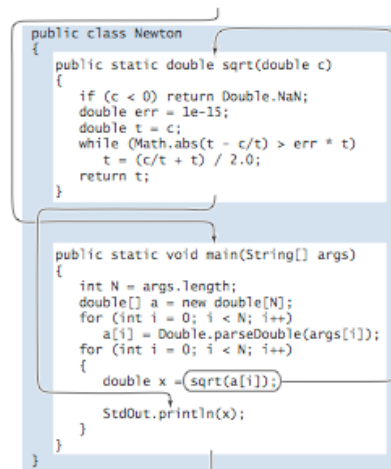 public class Newton
{
public static double sqrt(double c)
{
if (c < 0) return Double.NaN;
double err = 1e-15;
double t = c;
while (Math.abs(t - c/t) > err * t)
t = (c/t + t) / 2.0;
return t;
}
public static void main(String[] args)
{
int N = args.length;
double[] a = new double[N];
for (int i = 0; i < N; i++)
a[i] = Double.parseDouble(args[i]);
for (int i = 0; i < N; i++)
{
double x = sqrt(a[i]);
StdOut.println(x);
}
}
}